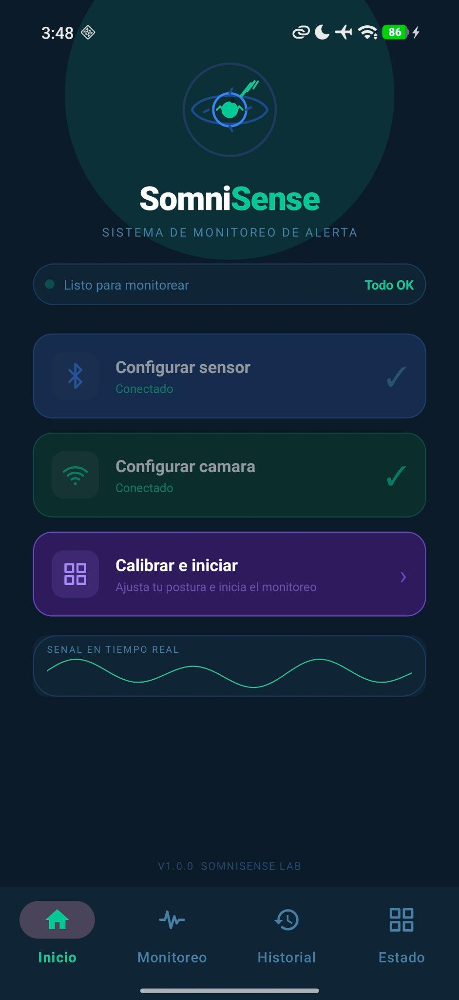 3:48
86
SomniSense
SISTEMA DE MONITOREO DE ALERTA
Listo para monitorear Todo OK
Configurar sensor
Conectado
Configurar camara
Conectado
Calibrar e iniciar
Ajusta tu postura e inicia el monitoreo
SENAL EN TIEMPO REAL
V1.0.0 SOMNISENSE LAB
Inicio Monitoreo Historial Estado